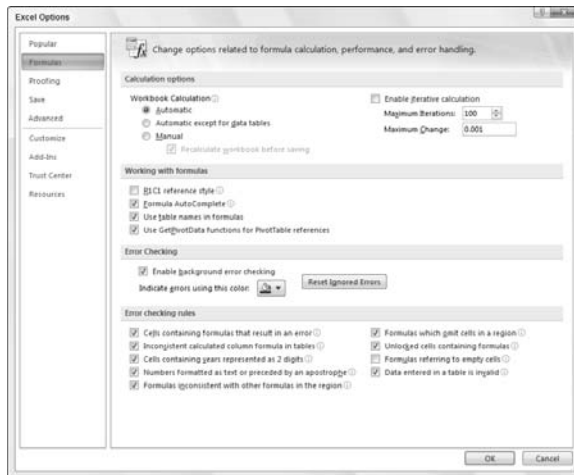 Excel Options
Popular
Formulas
Proofing
Save
Advanced
Customize
Add-Ins
Trust Center
Resources
Change options related to formula calculation, performance, and error handling.
Calculation options
Workbook Calculation
Automatic
Automatic except for data tables
Manual
Recalculate workbook before saving
Enable iterative calculation
Maximum Iterations: 100
Maximum Change: 0.001
Working with formulas
R1C1 reference style
Formula AutoComplete
Use table names in formulas
Use GetPivotData functions for PivotTable references
Error Checking
Enable background error checking
Indicate errors using this color:
Reset Ignored Errors
Error checking rules
Cells containing formulas that result in an error
Inconsistent calculated column formula in tables
Cells containing years represented as 2 digits
Numbers formatted as text or preceded by an apostrophe
Formulas inconsistent with other formulas in the region
Formulas which omit cells in a region
Unlocked cells containing formulas
Formulas referring to empty cells
Data entered in a table is invalid
OK
Cancel